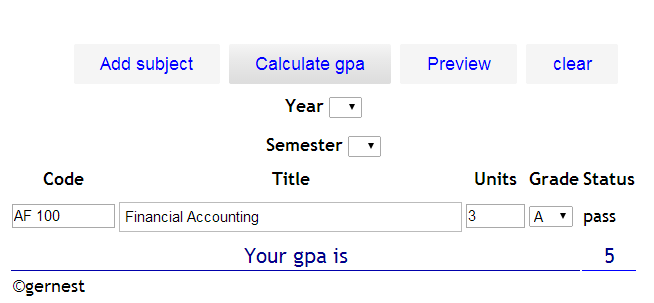 Add subject Calculate gpa Preview clear
Year
Semester
Code Title Units Grade Status
AF 100 Financial Accounting 3 A pass
Your gpa is 5
©gernest